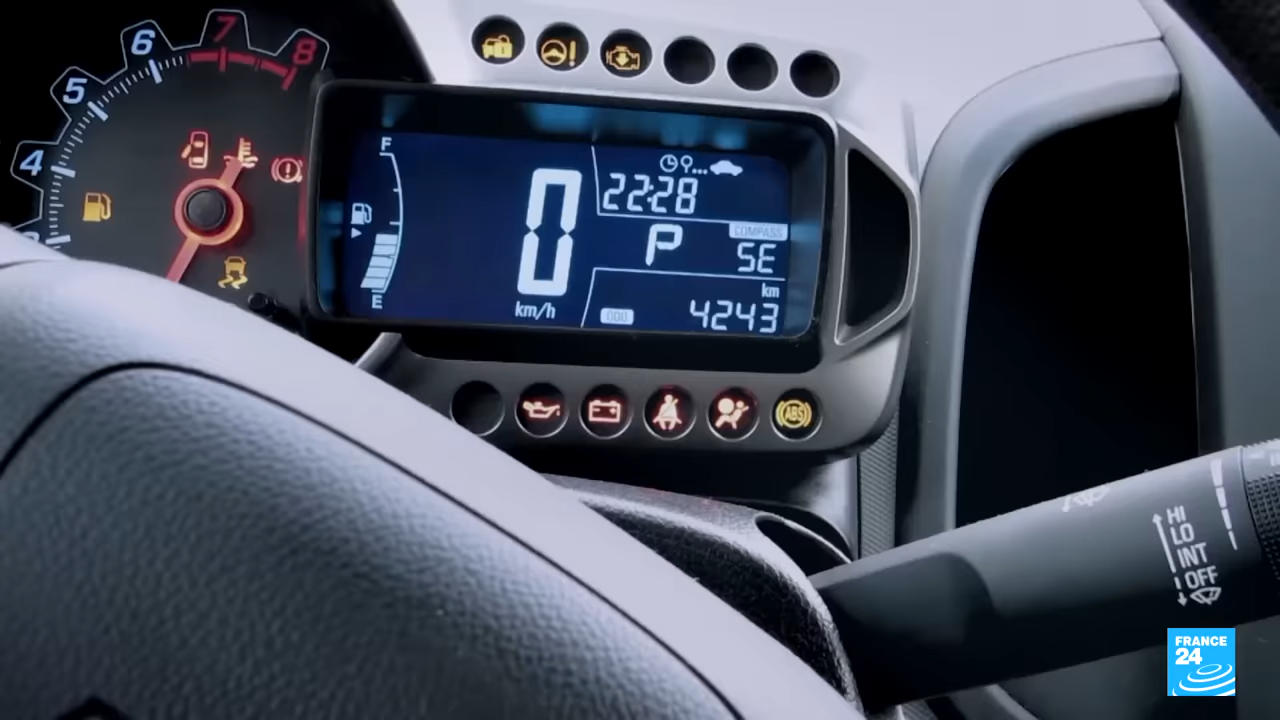 7
8
6
5
4
F
22:28
COMPASS
P
SE
0
km
E
km/h
ODO
4243
ABS
HI
LO
INT
OFF
FRANCE
24